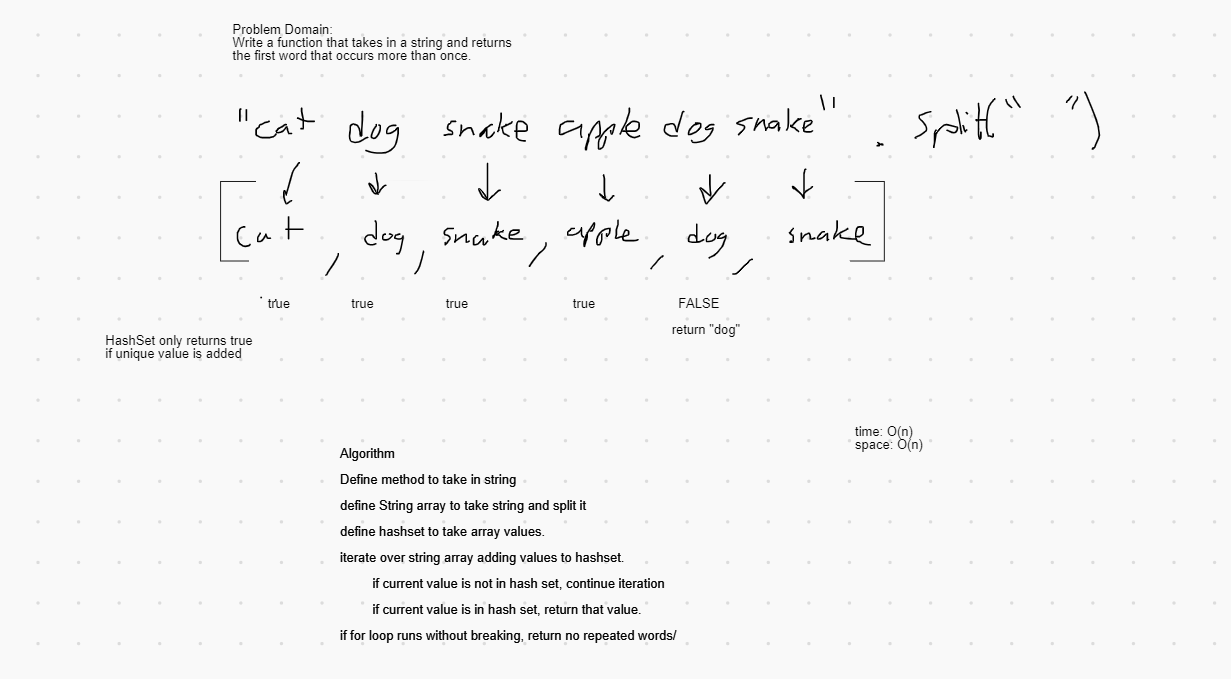 Problem Domain:
Write a function that takes in a string and returns
the first word that occurs more than once.
"cat dog snake apple dog snake" . split(" ")
[cat, dog, snake, apple, dog, snake]
true true true true FALSE
return "dog"
HashSet only returns true
if unique value is added
time: O(n)
space: O(n)
Algorithm
Define method to take in string
define String array to take string and split it
define hashset to take array values.
iterate over string array adding values to hashset.
if current value is not in hash set, continue iteration
if current value is in hash set, return that value.
if for loop runs without breaking, return no repeated words/